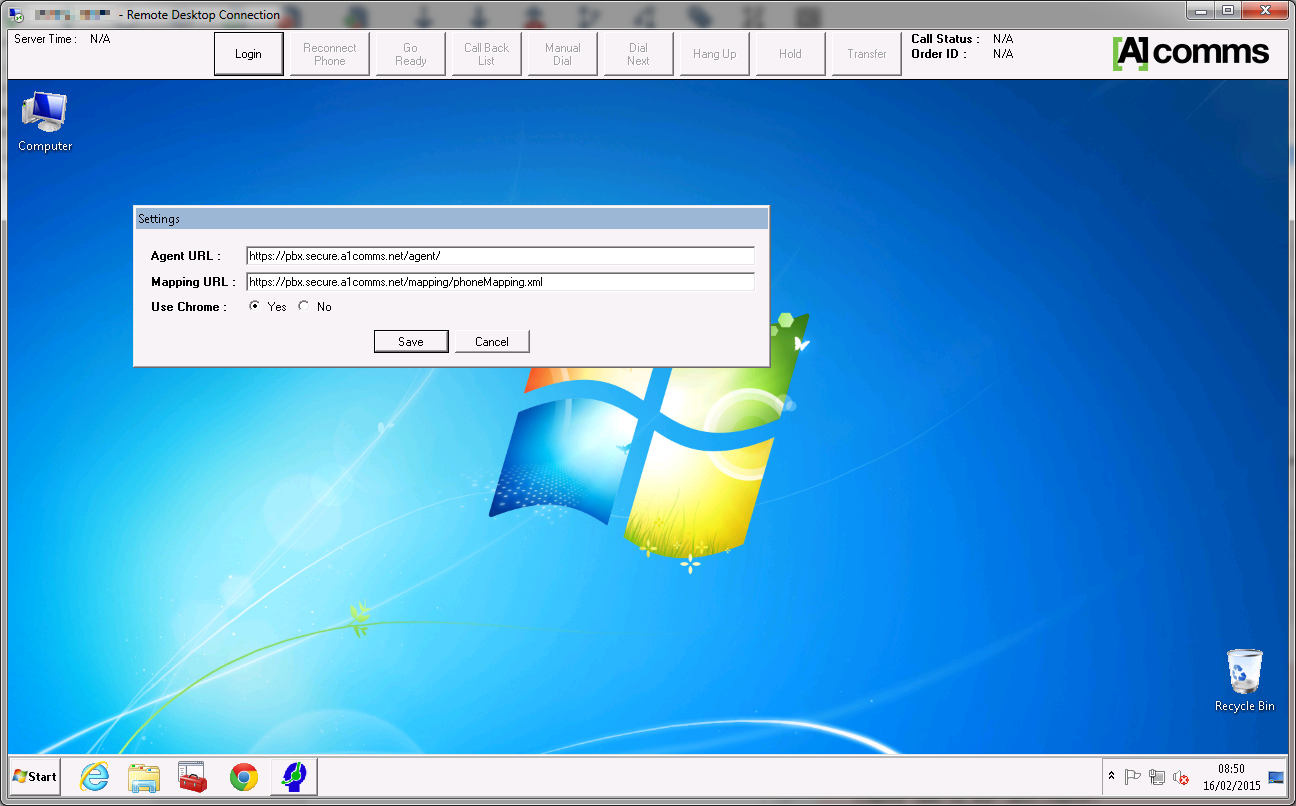 - Remote Desktop Connection
Server Time : N/A
Login
Reconnect
Phone
Go
Ready
Call Back
List
Manual
Dial
Dial
Next
Hang Up
Hold
Transfer
Call Status : N/A
Order ID : N/A
[A]comms
Computer
Settings
Agent URL : https://pbx.secure.a1comms.net/agent/
Mapping URL : https://pbx.secure.a1comms.net/mapping/phoneMapping.xml
Use Chrome : Yes No
Save Cancel
Recycle Bin
Start
08:50
16/02/2015